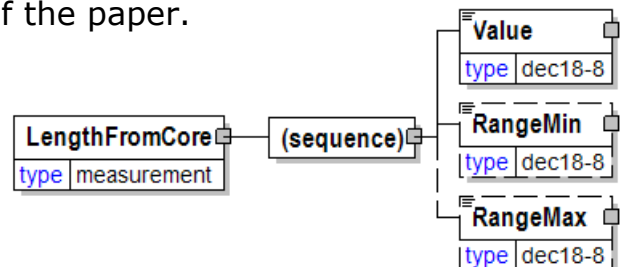 f the paper.
Value
type dec18-8
LengthFromCore
type measurement
(sequence)
RangeMin
type dec18-8
RangeMax
type dec18-8